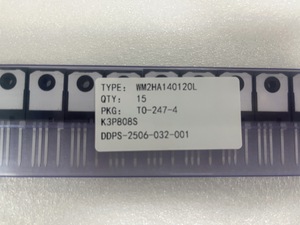 TYPE: WM2HA140120L
QTY: 15
PKG: TO-247-4
K3P808S
DDPS-2506-032-001